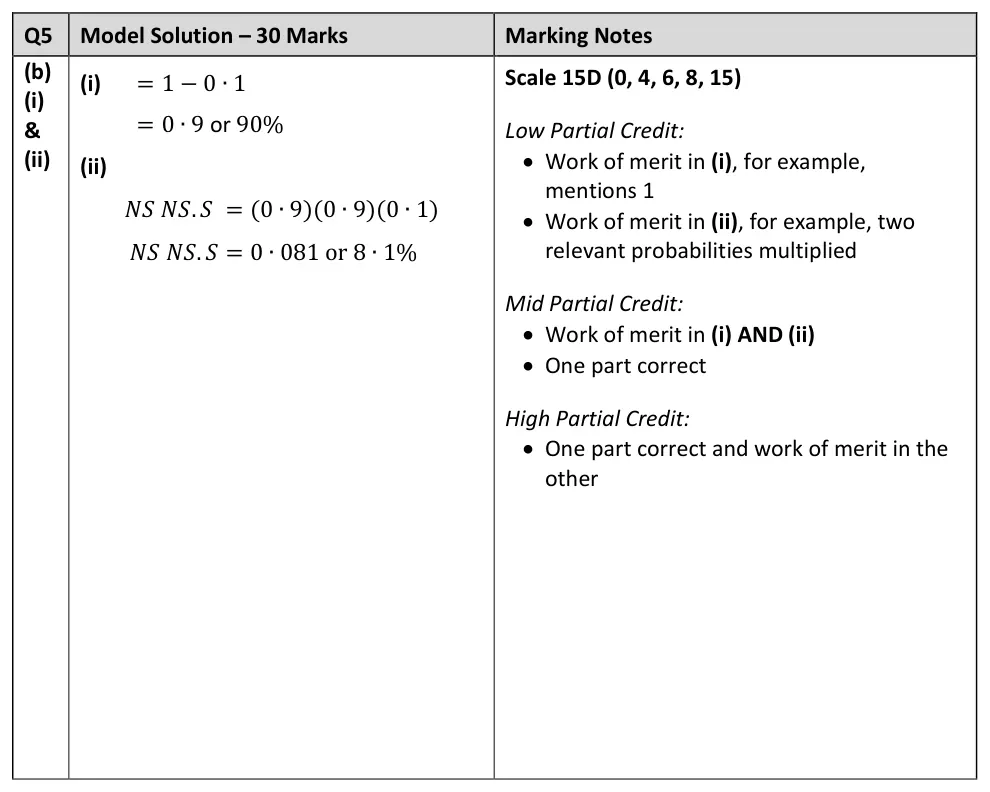 Q5 Model Solution – 30 Marks Marking Notes
(b)
(i)
&
(ii)
(i) = 1 − 0 · 1
= 0 · 9 or 90%
(ii)
NS NS. S = (0 · 9)(0 · 9)(0 · 1)
NS NS. S = 0 · 081 or 8 · 1%
Scale 15D (0, 4, 6, 8, 15)
Low Partial Credit:
• Work of merit in (i), for example,
mentions 1
• Work of merit in (ii), for example, two
relevant probabilities multiplied
Mid Partial Credit:
• Work of merit in (i) AND (ii)
• One part correct
High Partial Credit:
• One part correct and work of merit in the
other